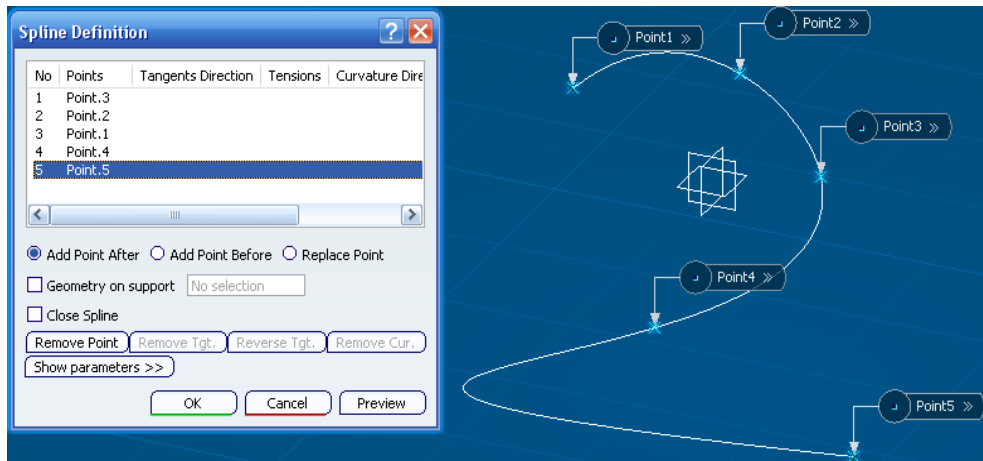 Spline Definition
No Points Tangents Direction Tensions Curvature Dire
1 Point.3
2 Point.2
3 Point.1
4 Point.4
5 Point.5
Add Point After Add Point Before Replace Point
Geometry on support No selection
Close Spline
Remove Point Remove Tgt. Reverse Tgt. Remove Cur.
Show parameters >>
OK Cancel Preview
Point1 »
Point2 »
Point3 »
Point4 »
Point5 »